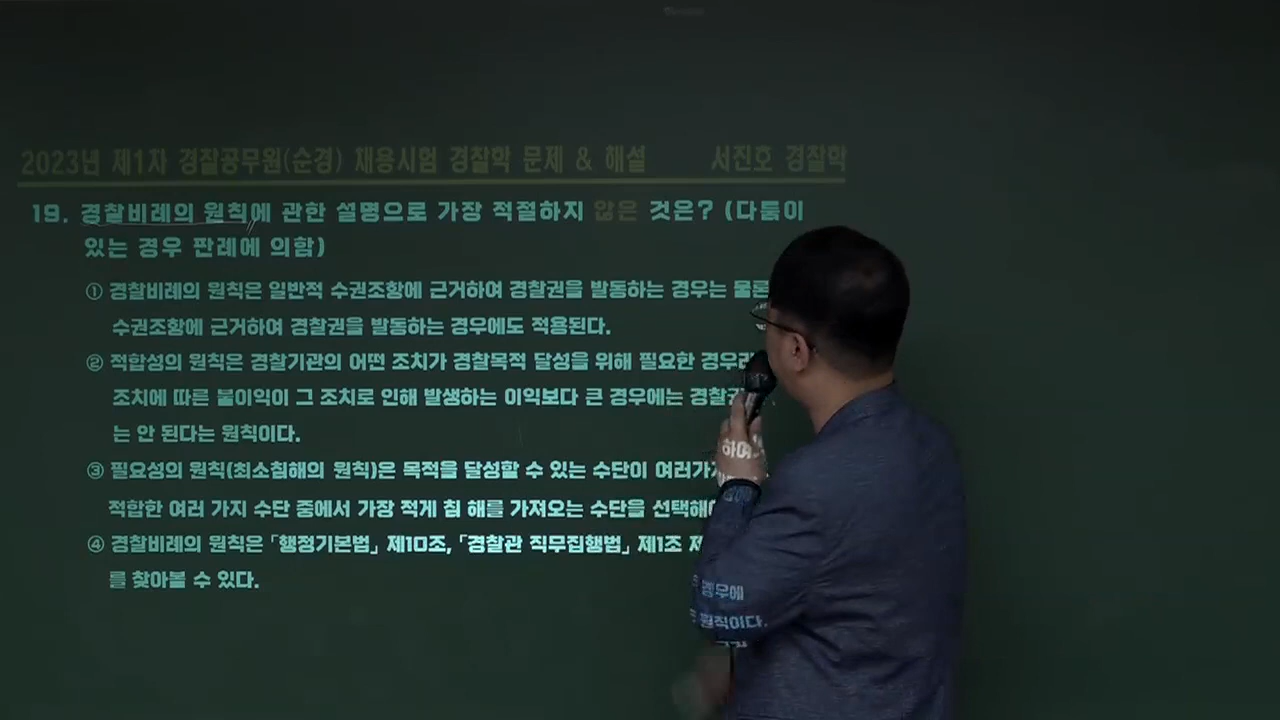 2023년 제1차 경찰공무원(순경) 채용시험 경찰학 문제 & 해설 서진호 경찰학
19. 경찰비례의 원칙에 관한 설명으로 가장 적절하지 않은 것은? (다툼이
있는 경우 판례에 의함)
① 경찰비례의 원칙은 일반적 수권조항에 근거하여 경찰권을 발동하는 경우는 물론
수권조항에 근거하여 경찰권을 발동하는 경우에도 적용된다.
② 적합성의 원칙은 경찰기관의 어떤 조치가 경찰목적 달성을 위해 필요한
조치에 따른 불이익이 그 조치로 인해 발생하는 이익보다 큰 경우에는
는 안 된다는 원칙이다.
③ 필요성의 원칙(최소침해의 원칙)은 목적을 달성할 수 있는 수단이
적합한 여러 가지 수단 중에서 가장 적게 침 해를 가져오는 수단을
④ 경찰비례의 원칙은 「행정기본법」 제10조, 「경찰관 직무집행법」 제1조
를 찾아볼 수 있다.
경우에
원칙이다.